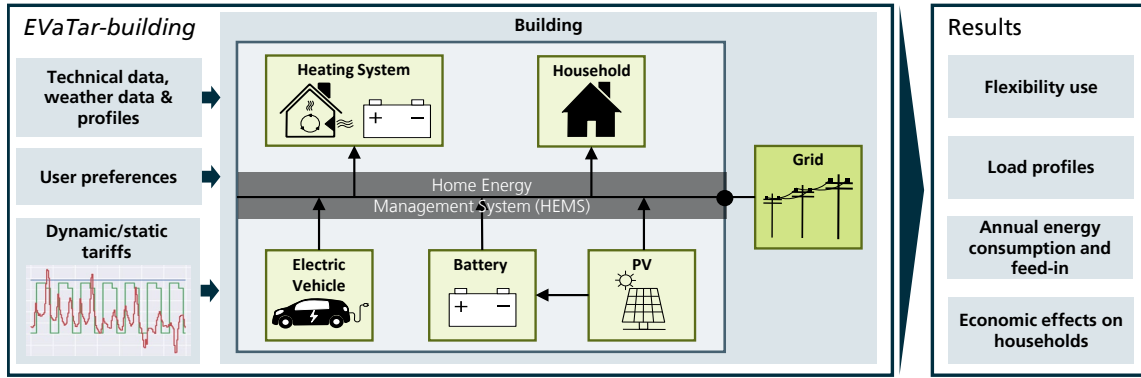 EVaTar-building
Technical data,
weather data &
profiles
User preferences
Dynamic/static
tariffs
Building
Heating System
+ −
Household
Home Energy
Management System (HEMS)
Electric
Vehicle
Battery
+ −
PV
Grid
Results
Flexibility use
Load profiles
Annual energy
consumption and
feed-in
Economic effects on
households